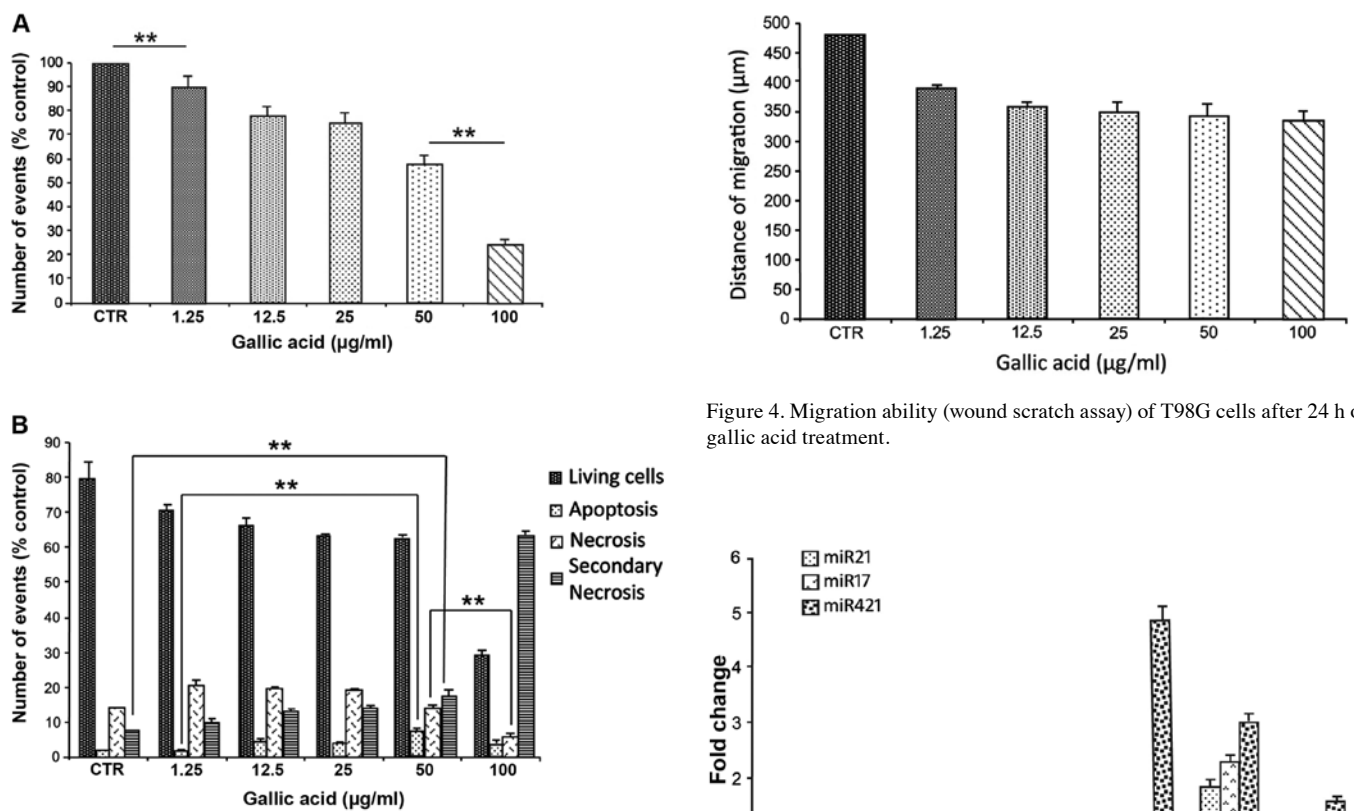 A
Number of events (% control)
100
90
80
70
60
50
40
30
20
10
0
**
**
CTR 1.25 12.5 25 50 100
Gallic acid (µg/ml)
B
Number of events (% control)
90
80
70
60
50
40
30
20
10
0
**
**
**
Living cells
Apoptosis
Necrosis
Secondary
Necrosis
CTR 1.25 12.5 25 50 100
Gallic acid (µg/ml)
Distance of migration (µm)
500
450
400
350
300
250
200
150
100
50
0
CTR 1.25 12.5 25 50 100
Gallic acid (µg/ml)
Figure 4. Migration ability (wound scratch assay) of T98G cells after 24 h
gallic acid treatment.
Fold change
6
5
4
3
2
miR21
miR17
miR421